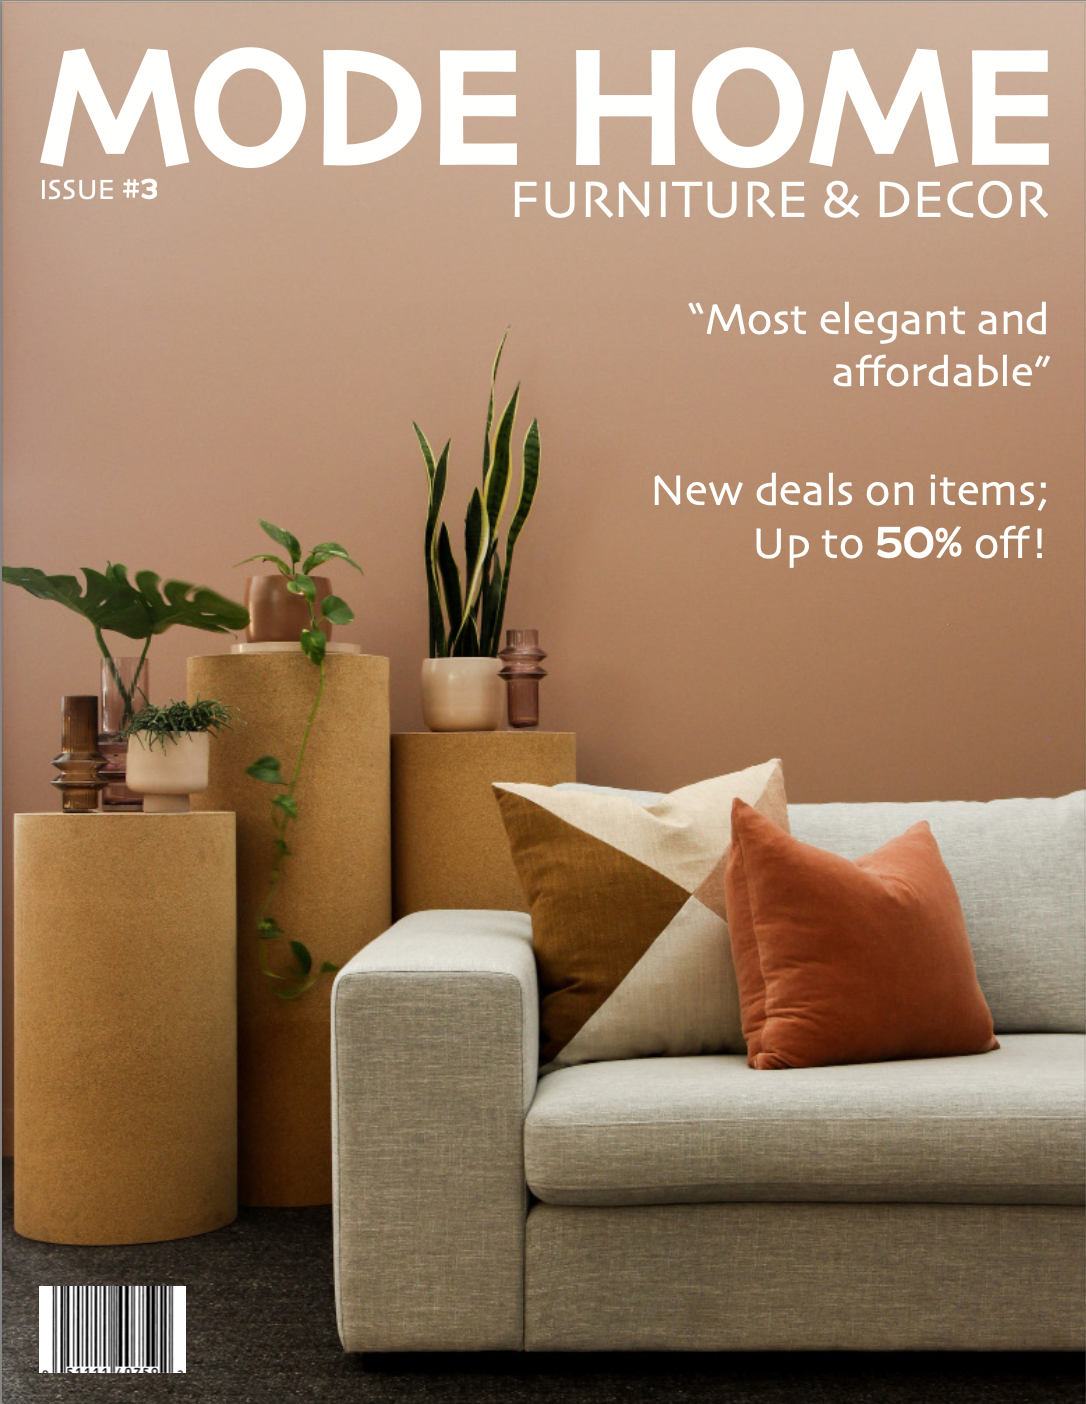 MODE HOME
ISSUE #3
FURNITURE & DECOR
“Most elegant and
affordable”
New deals on items;
Up to 50% off!